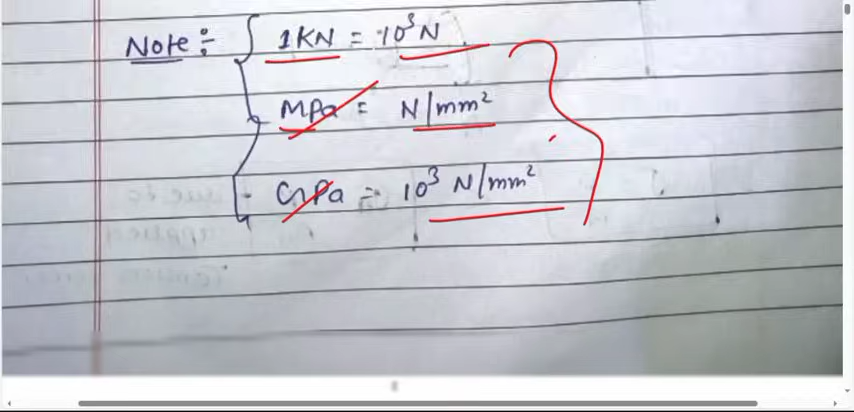 Note :- 1KN = 10³N
MPa = N/mm²
GPa = 10³ N/mm²